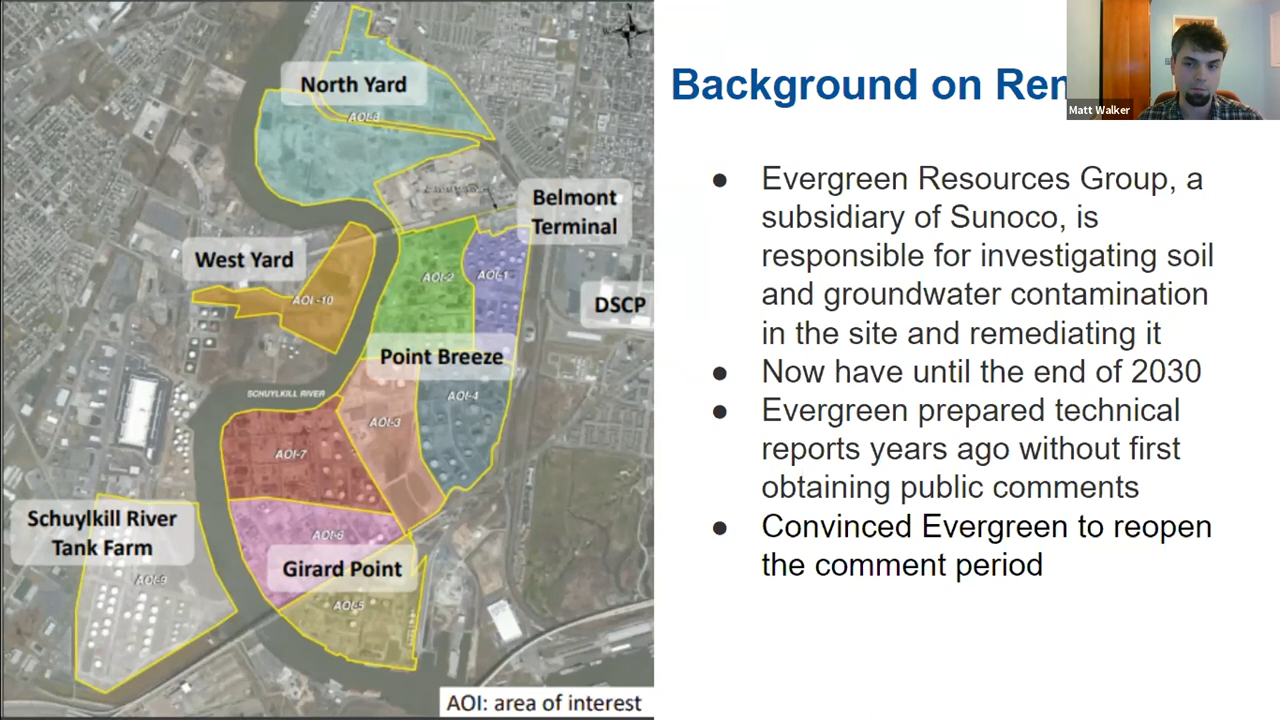 North Yard
AOI-8
Belmont
Terminal
West Yard
AOI-2
AOI-1
AOI-10
DSCP
Point Breeze
SCHUYLKILL RIVER
AOI-4
AOI-3
AOI-7
Schuylkill River
Tank Farm
AOI-6
Girard Point
AOI-9
AOI-5
AOI: area of interest
Background on Rem
Matt Walker
● Evergreen Resources Group, a
subsidiary of Sunoco, is
responsible for investigating soil
and groundwater contamination
in the site and remediating it
● Now have until the end of 2030
● Evergreen prepared technical
reports years ago without first
obtaining public comments
● Convinced Evergreen to reopen
the comment period